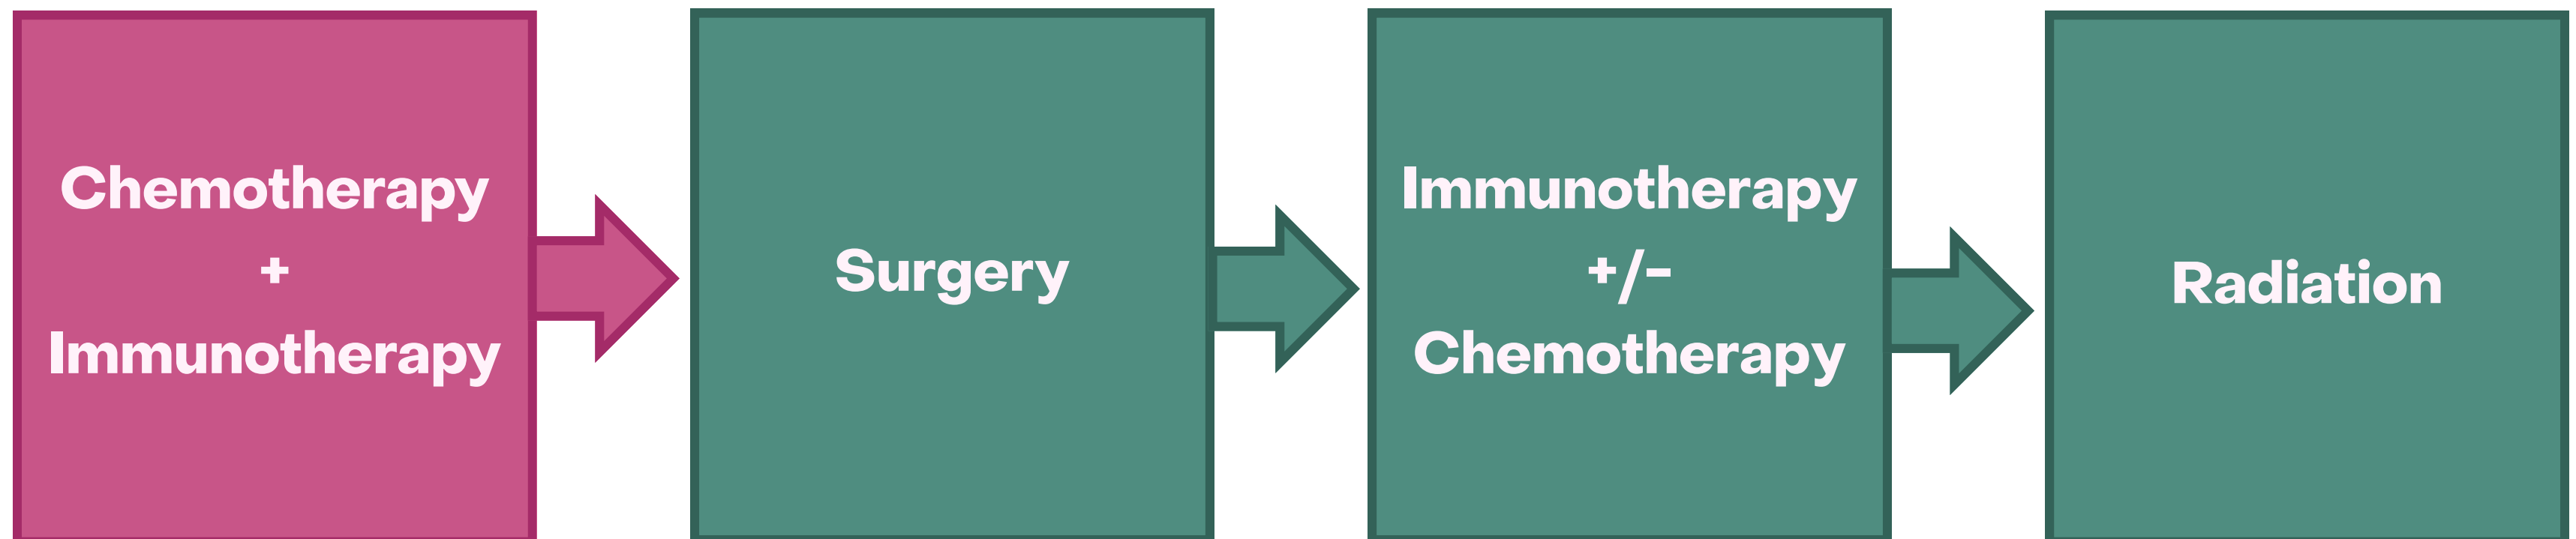 Chemotherapy
+
Immunotherapy
Surgery
Immunotherapy
+/-
Chemotherapy
Radiation